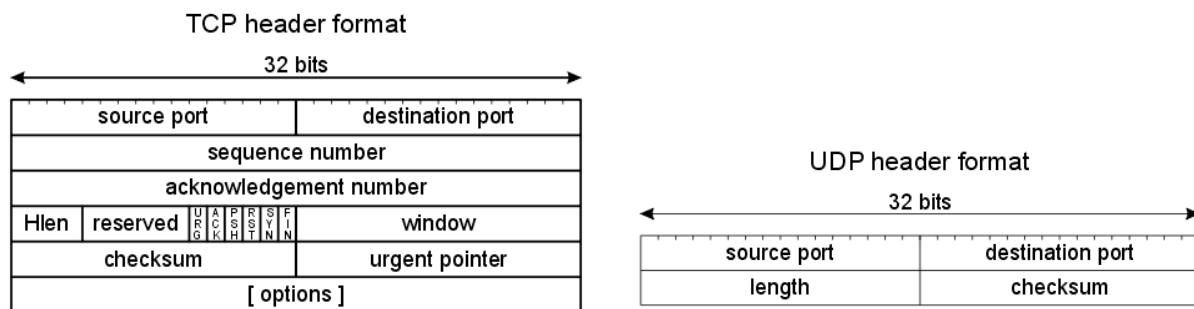 TCP header format
32 bits
source port destination port
sequence number
acknowledgement number
Hlen reserved URG ACK PSH RST SYN FIN window
checksum urgent pointer
[ options ]
UDP header format
32 bits
source port destination port
length checksum